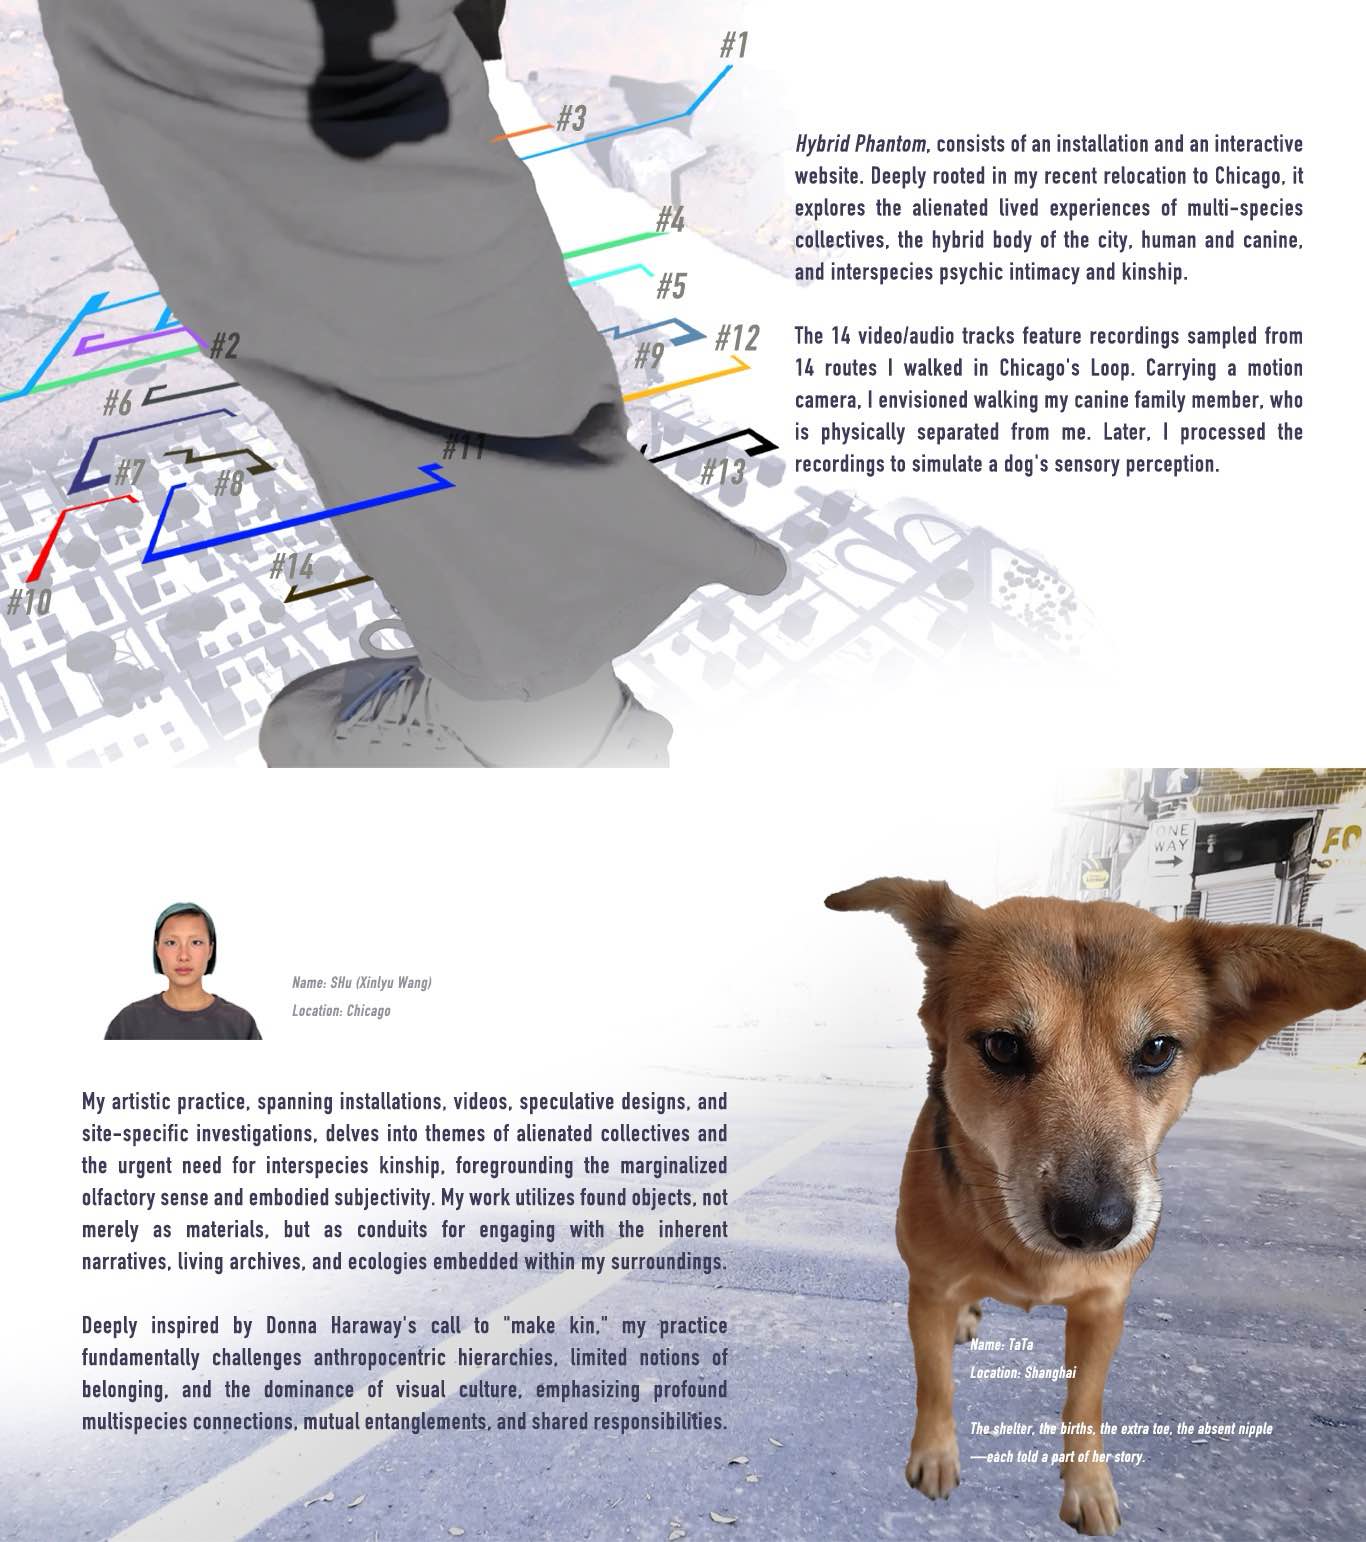 #1
#3
#4
#5
#12
#2
#9
#6
#11
#7
#8
#13
#14
#10
Hybrid Phantom, consists of an installation and an interactive
website. Deeply rooted in my recent relocation to Chicago, it
explores the alienated lived experiences of multi-species
collectives, the hybrid body of the city, human and canine,
and interspecies psychic intimacy and kinship.
The 14 video/audio tracks feature recordings sampled from
14 routes I walked in Chicago's Loop. Carrying a motion
camera, I envisioned walking my canine family member, who
is physically separated from me. Later, I processed the
recordings to simulate a dog's sensory perception.
ONE
WAY
FO
Name: SHu (Xinlyu Wang)
Location: Chicago
My artistic practice, spanning installations, videos, speculative designs, and
site-specific investigations, delves into themes of alienated collectives and
the urgent need for interspecies kinship, foregrounding the marginalized
olfactory sense and embodied subjectivity. My work utilizes found objects, not
merely as materials, but as conduits for engaging with the inherent
narratives, living archives, and ecologies embedded within my surroundings.
Deeply inspired by Donna Haraway's call to "make kin," my practice
fundamentally challenges anthropocentric hierarchies, limited notions of
belonging, and the dominance of visual culture, emphasizing profound
multispecies connections, mutual entanglements, and shared responsibilities.
Name: TaTa
Location: Shanghai
The shelter, the births, the extra toe, the absent nipple
—each told a part of her story.